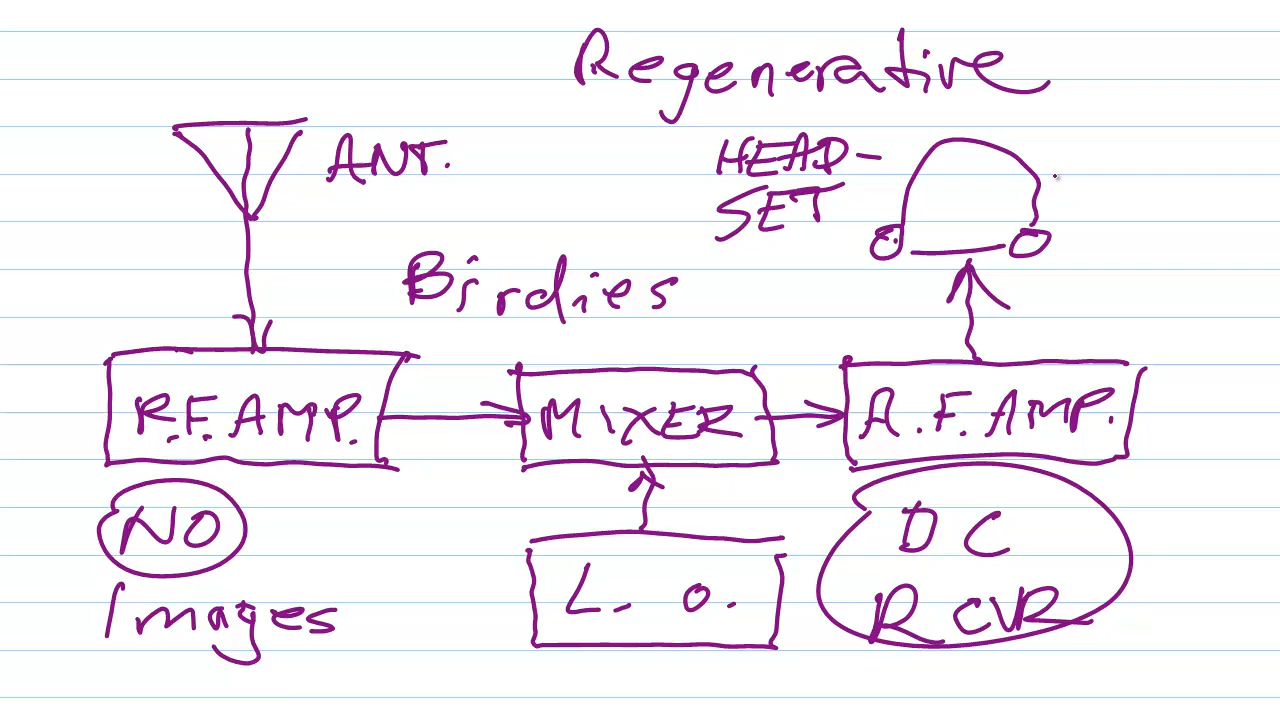 Regenerative
ANT.
HEAD-
SET
Birdies
R.F. AMP.
MIXER
A.F. AMP.
NO
Images
L. O.
DC
RCVR